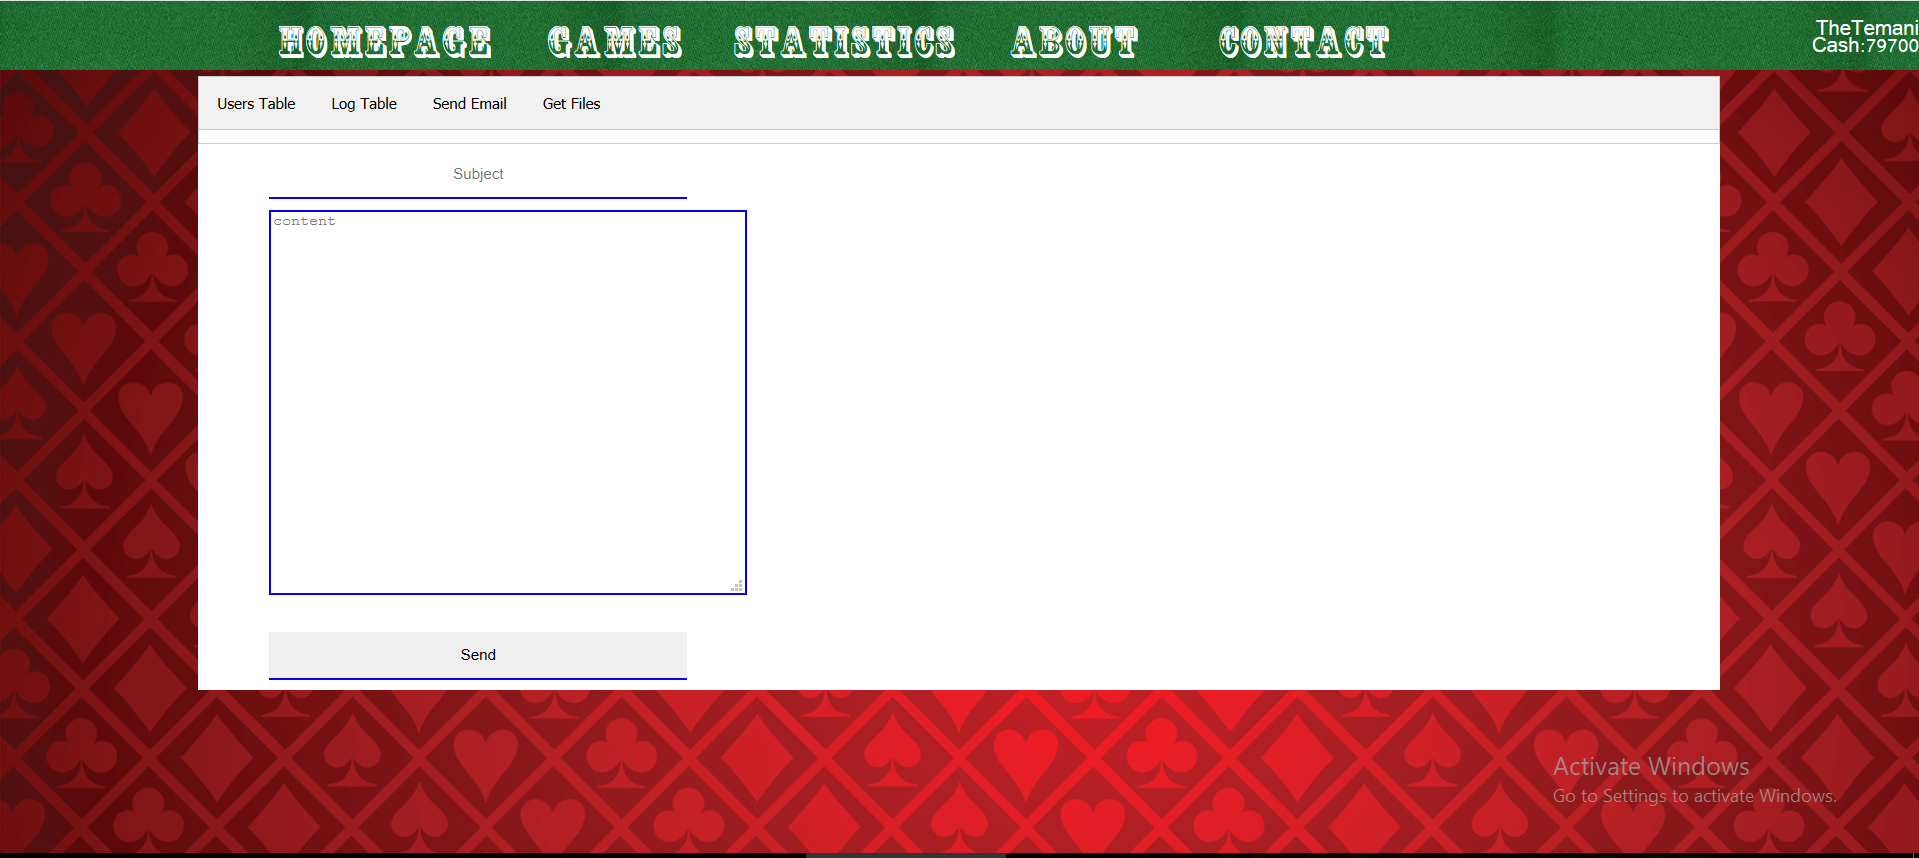 HOMEPAGE GAMES STATISTICS ABOUT CONTACT
TheTemani
Cash:79700
Users Table Log Table Send Email Get Files
Subject
content
Send
Activate Windows
Go to Settings to activate Windows.